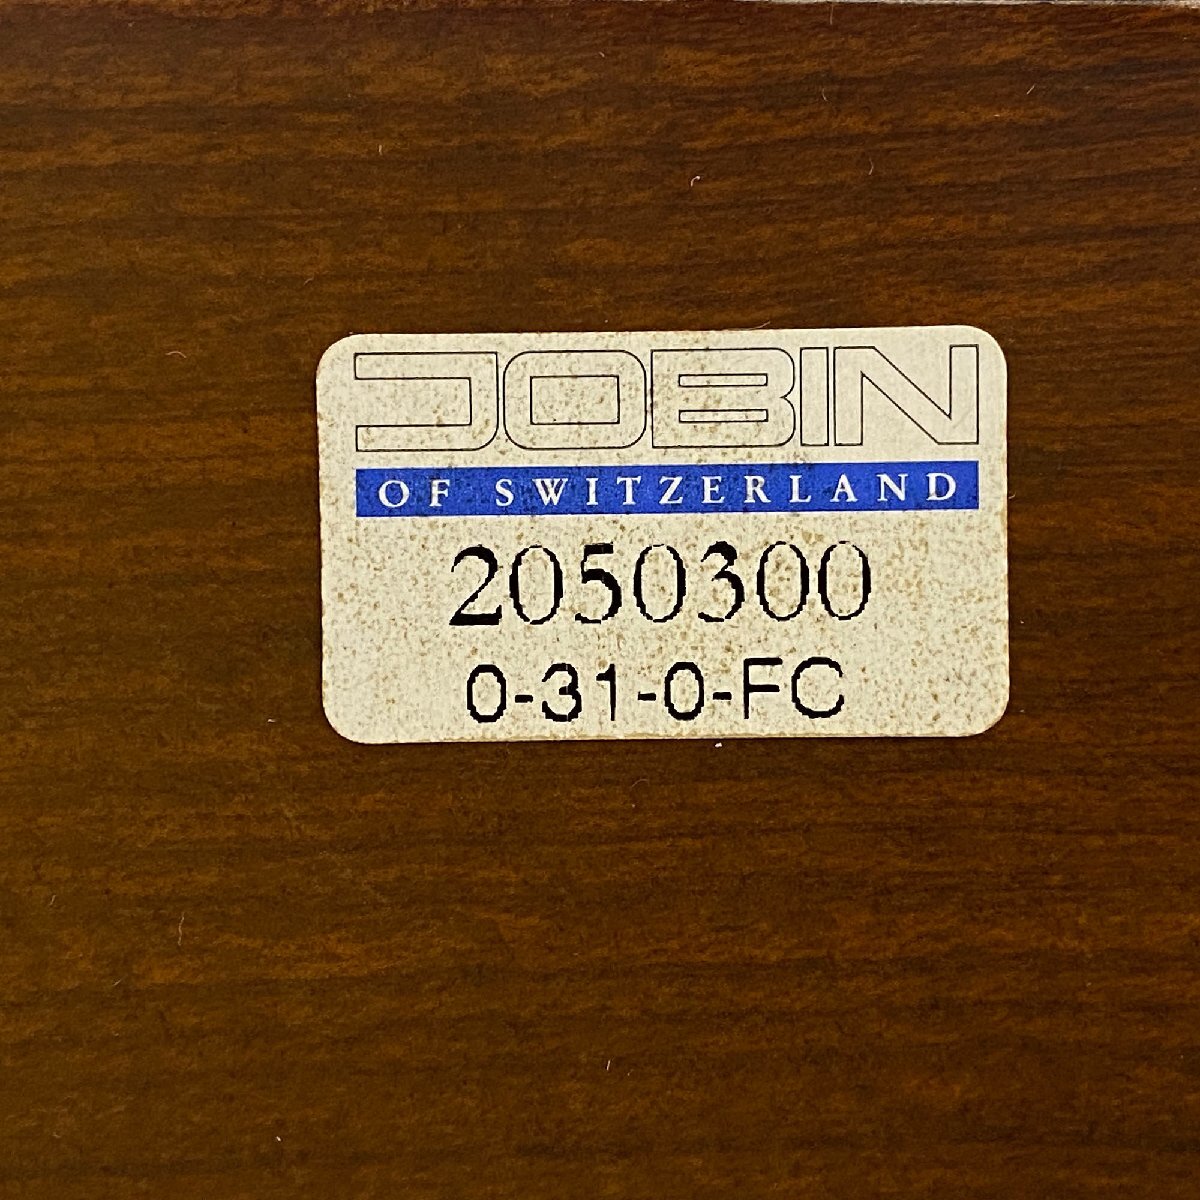 JOBIN
OF SWITZERLAND
2050300
0-31-0-FC